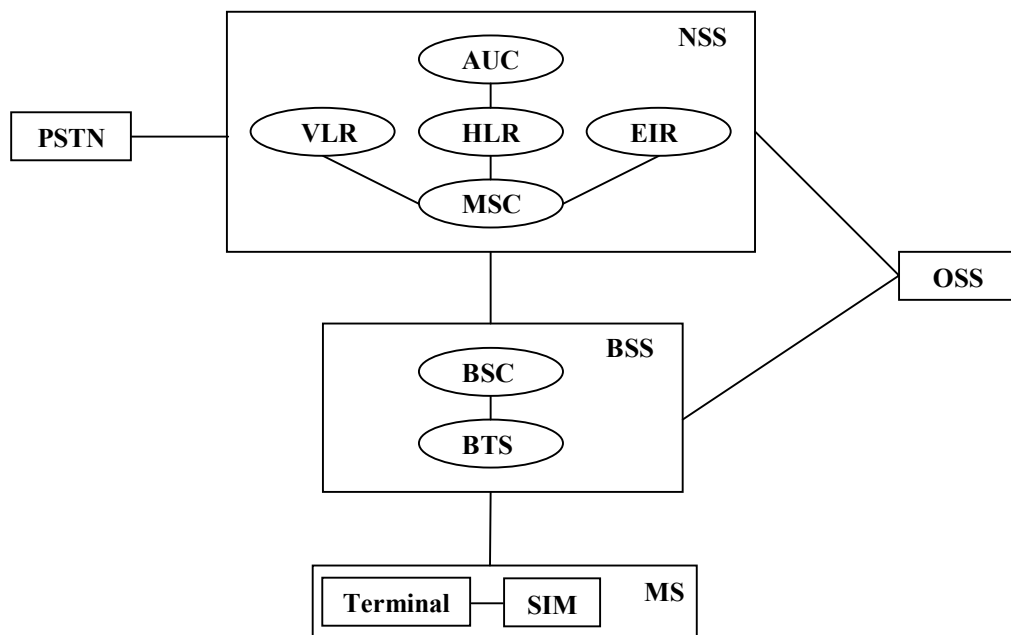 NSS
AUC
VLR
HLR
EIR
PSTN
MSC
OSS
BSS
BSC
BTS
MS
Terminal
SIM